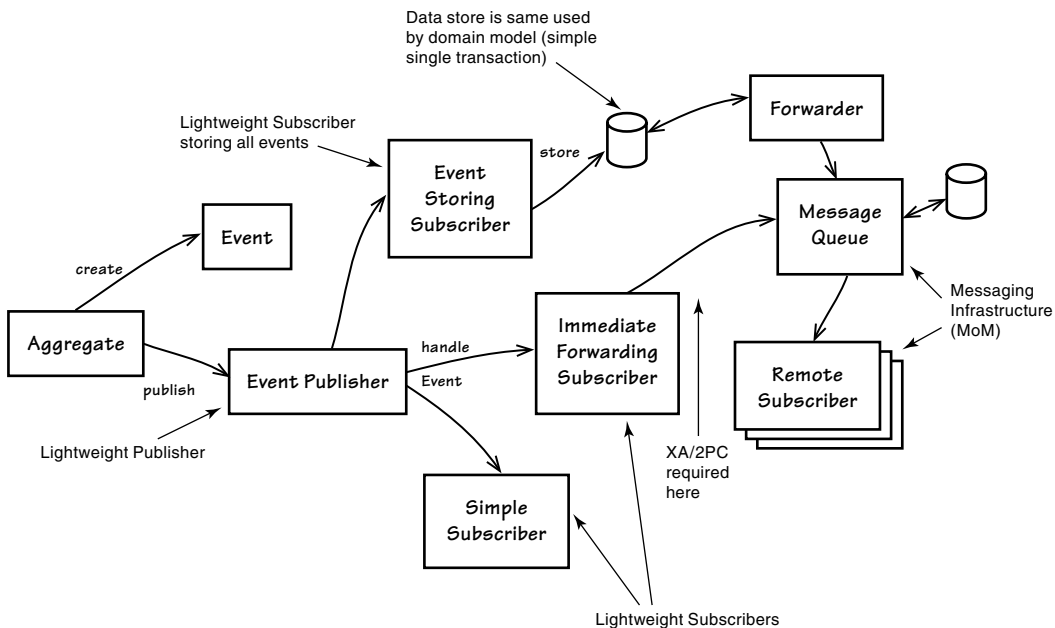 Data store is same used
by domain model (simple
single transaction)
Forwarder
Lightweight Subscriber
storing all events
store
Event
Storing
Subscriber
Message
Queue
Event
create
Messaging
Infrastructure
(MoM)
Aggregate
Immediate
Forwarding
Subscriber
handle
Event
Event Publisher
publish
Remote
Subscriber
Lightweight Publisher
XA/2PC
required
here
Simple
Subscriber
Lightweight Subscribers